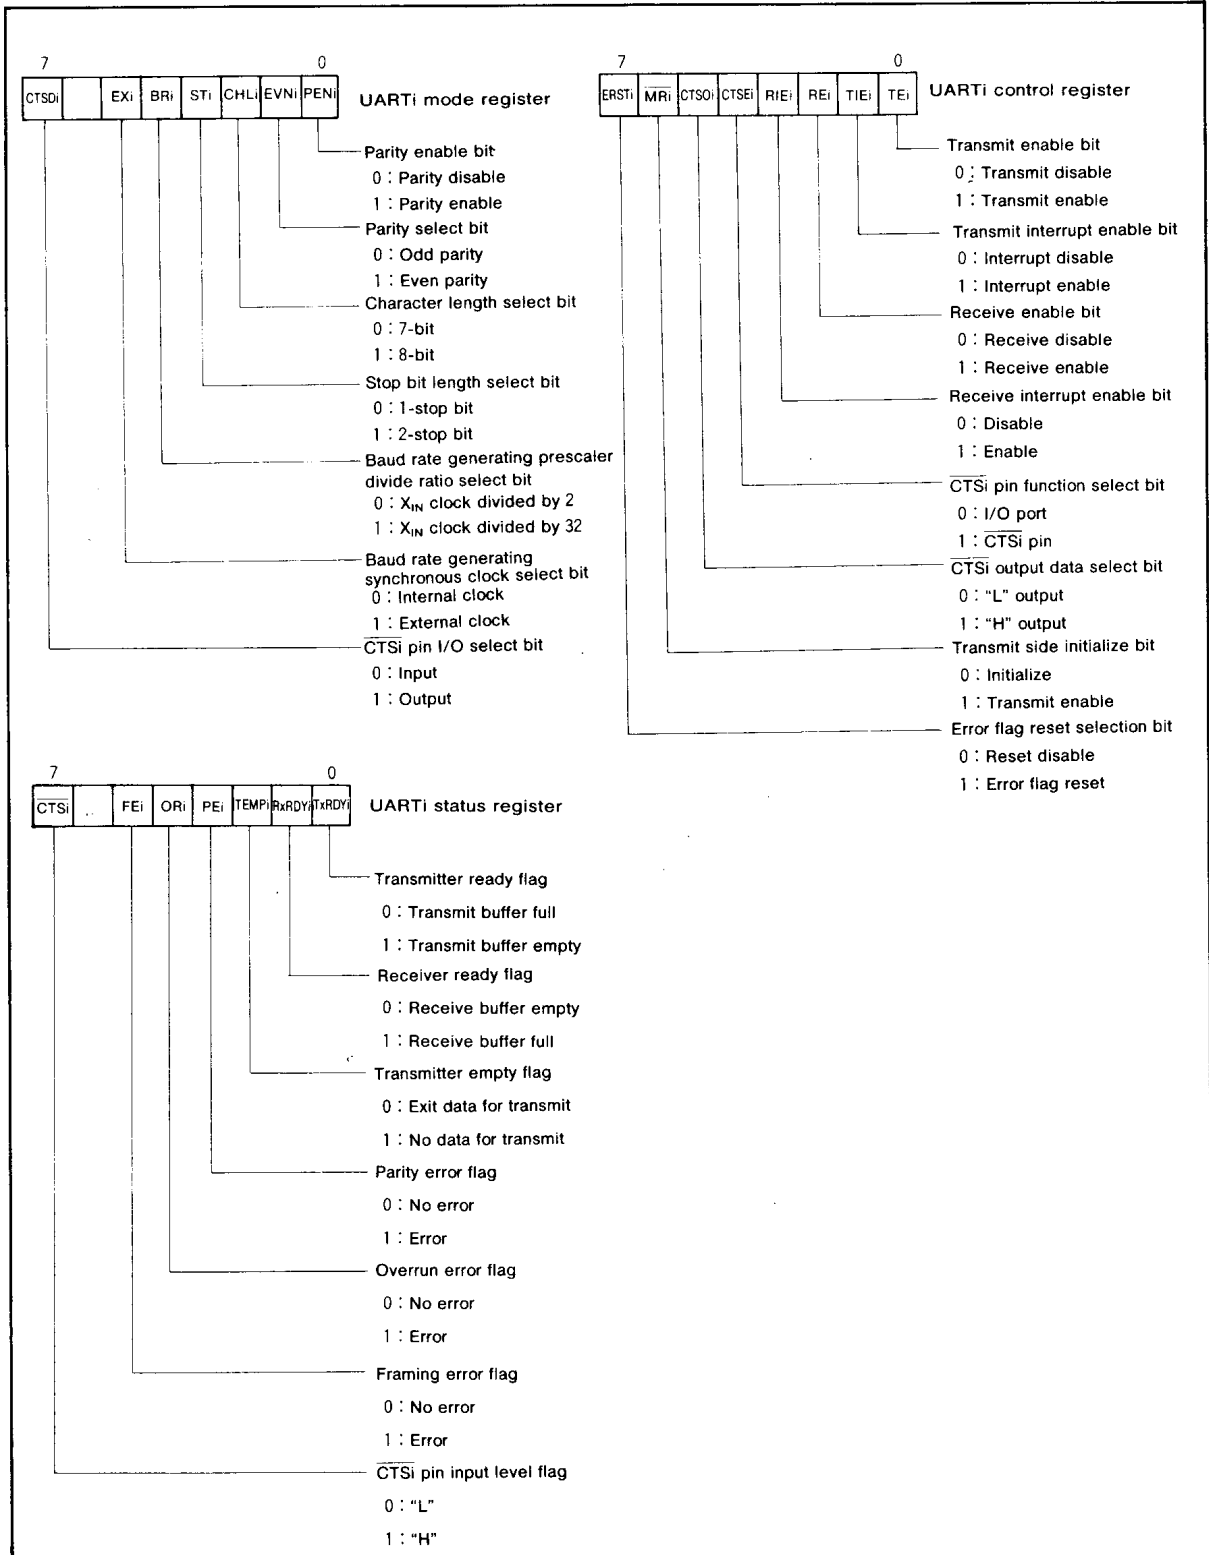 7 0
CTSDi EXi BRi STi CHLi EVNi PENi UARTi mode register
Parity enable bit
0 : Parity disable
1 : Parity enable
Parity select bit
0 : Odd parity
1 : Even parity
Character length select bit
0 : 7-bit
1 : 8-bit
Stop bit length select bit
0 : 1-stop bit
1 : 2-stop bit
Baud rate generating prescaler
divide ratio select bit
0 : XIN clock divided by 2
1 : XIN clock divided by 32
Baud rate generating
synchronous clock select bit
0 : Internal clock
1 : External clock
C̅T̅S̅i̅ pin I/O select bit
0 : Input
1 : Output
7 0
ERSTi M̅R̅i̅ CTSOi CTSEi RIEi REi TIEi TEi UARTi control register
Transmit enable bit
0 : Transmit disable
1 : Transmit enable
Transmit interrupt enable bit
0 : Interrupt disable
1 : Interrupt enable
Receive enable bit
0 : Receive disable
1 : Receive enable
Receive interrupt enable bit
0 : Disable
1 : Enable
C̅T̅S̅i̅ pin function select bit
0 : I/O port
1 : C̅T̅S̅i̅ pin
C̅T̅S̅i̅ output data select bit
0 : “L” output
1 : “H” output
Transmit side initialize bit
0 : Initialize
1 : Transmit enable
Error flag reset selection bit
0 : Reset disable
1 : Error flag reset
7 0
C̅T̅S̅i̅ FEi ORi PEi TEMPi RxRDYi TxRDYi UARTi status register
Transmitter ready flag
0 : Transmit buffer full
1 : Transmit buffer empty
Receiver ready flag
0 : Receive buffer empty
1 : Receive buffer full
Transmitter empty flag
0 : Exit data for transmit
1 : No data for transmit
Parity error flag
0 : No error
1 : Error
Overrun error flag
0 : No error
1 : Error
Framing error flag
0 : No error
1 : Error
C̅T̅S̅i̅ pin input level flag
0 : “L”
1 : “H”